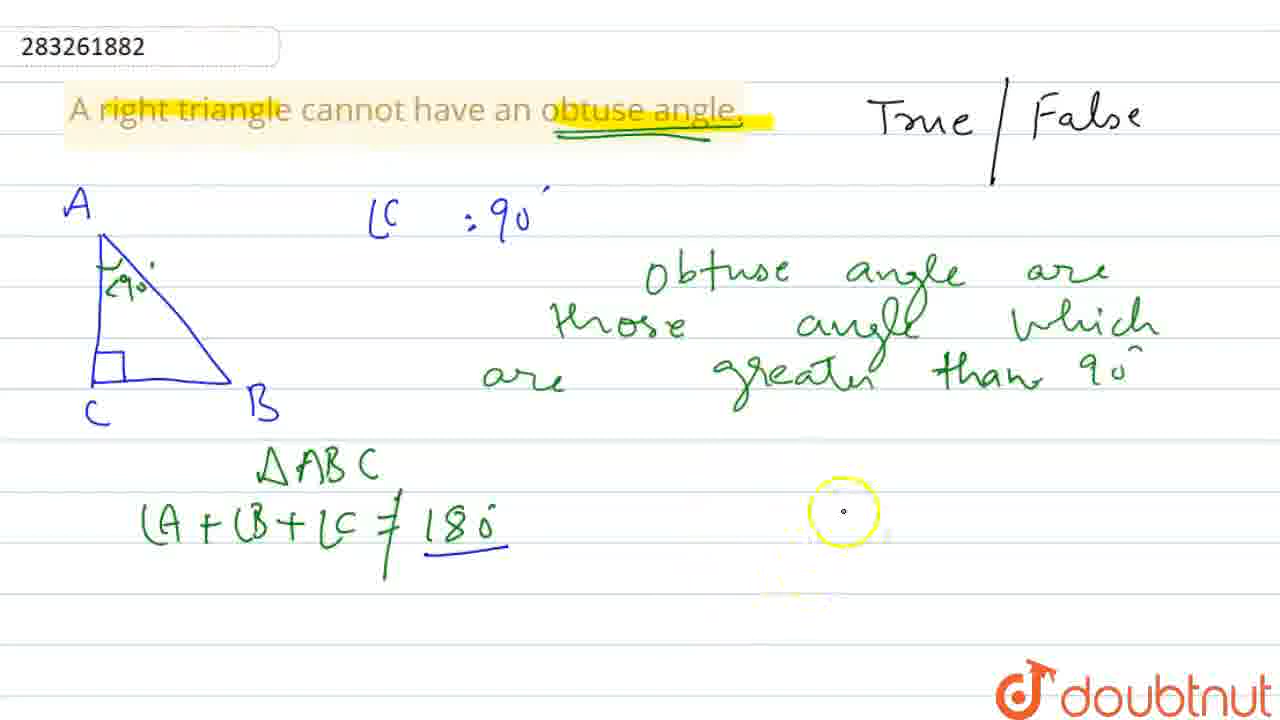 283261882
A right triangle cannot have an obtuse angle.
True / False
A
∠C : 90°
<90°
obtuse angle are
those angle which
are greater than 90°
C
B
△ABC
∠A + ∠B + ∠C ≠ 180°
doubtnut